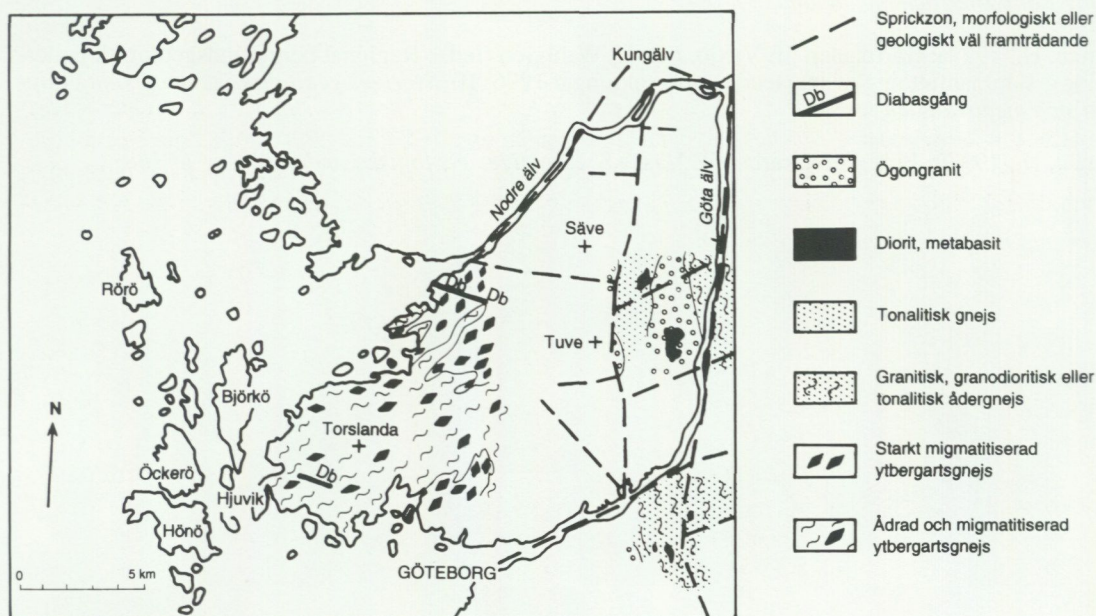 Kungälv
Nodre älv
Göta älv
Säve
Db
Db
Rörö
Tuve
Björkö
N
Torslanda
Db
Öckerö
Hjuvik
Hönö
GÖTEBORG
0 5 km
Sprickzon, morfologiskt eller
geologiskt väl framträdande
Db
Diabasgång
Ögongranit
Diorit, metabasit
Tonalitisk gnejs
Granitisk, granodioritisk eller
tonalitisk ådergnejs
Starkt migmatitiserad
ytbergartsgnejs
Ådrad och migmatitiserad
ytbergartsgnejs